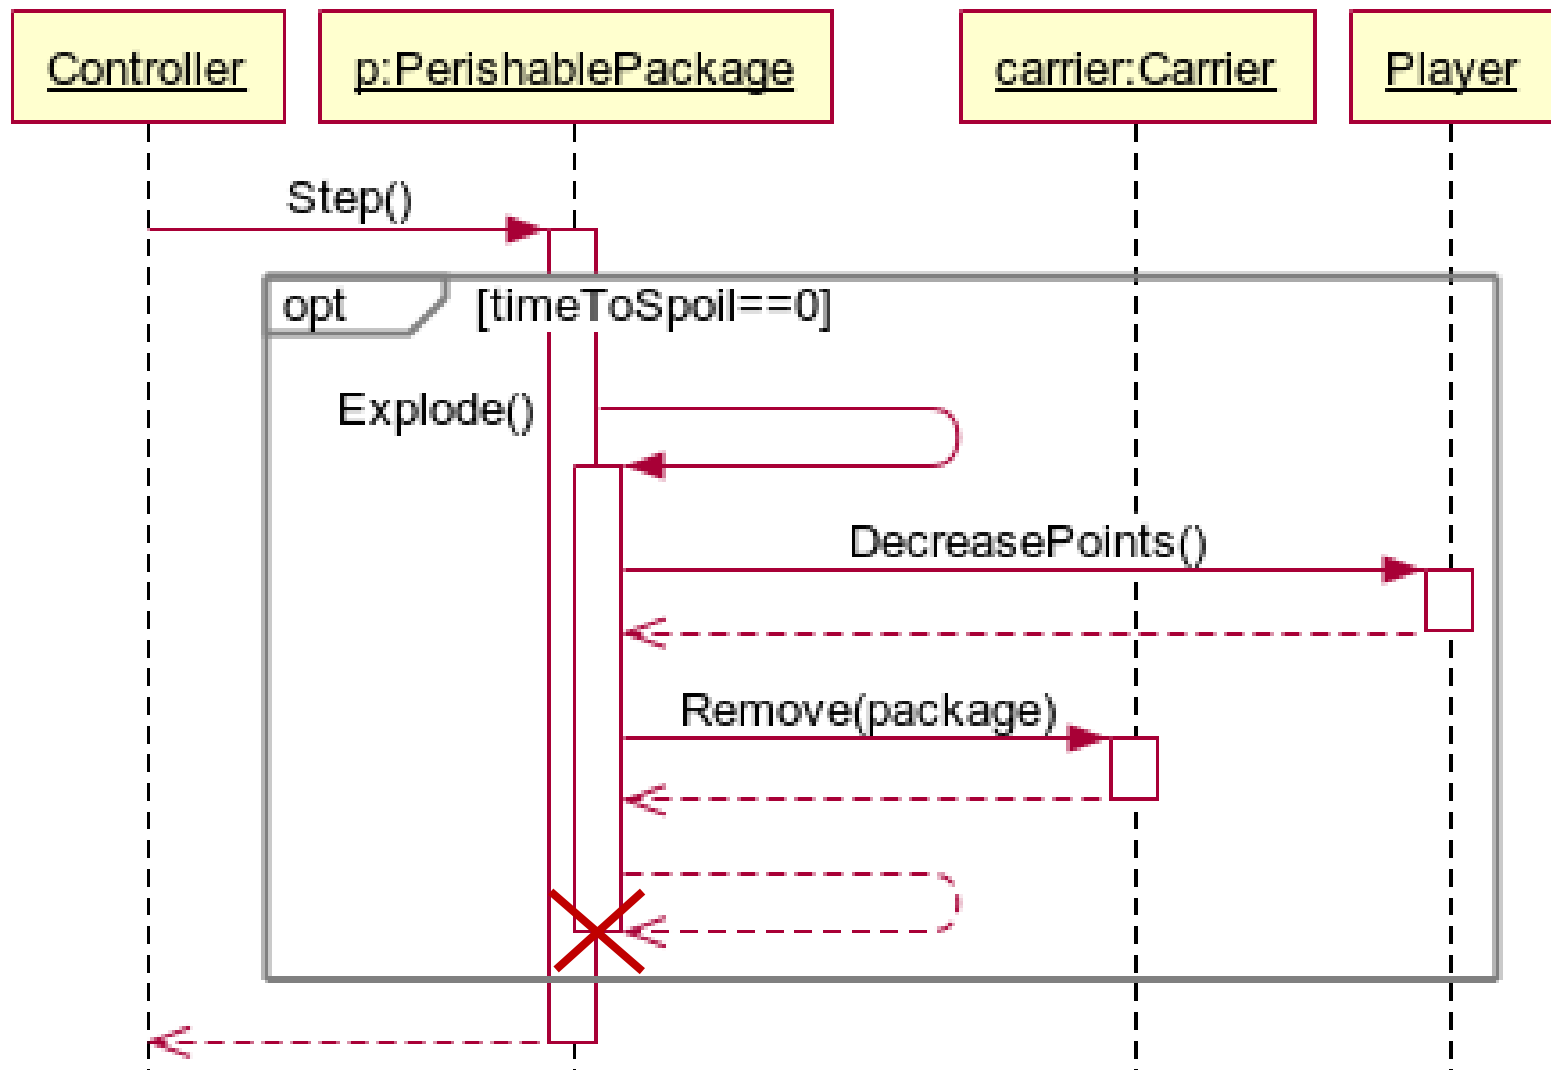 Controller
p:PerishablePackage
carrier:Carrier
Player
Step()
opt
[timeToSpoil==0]
Explode()
DecreasePoints()
Remove(package)